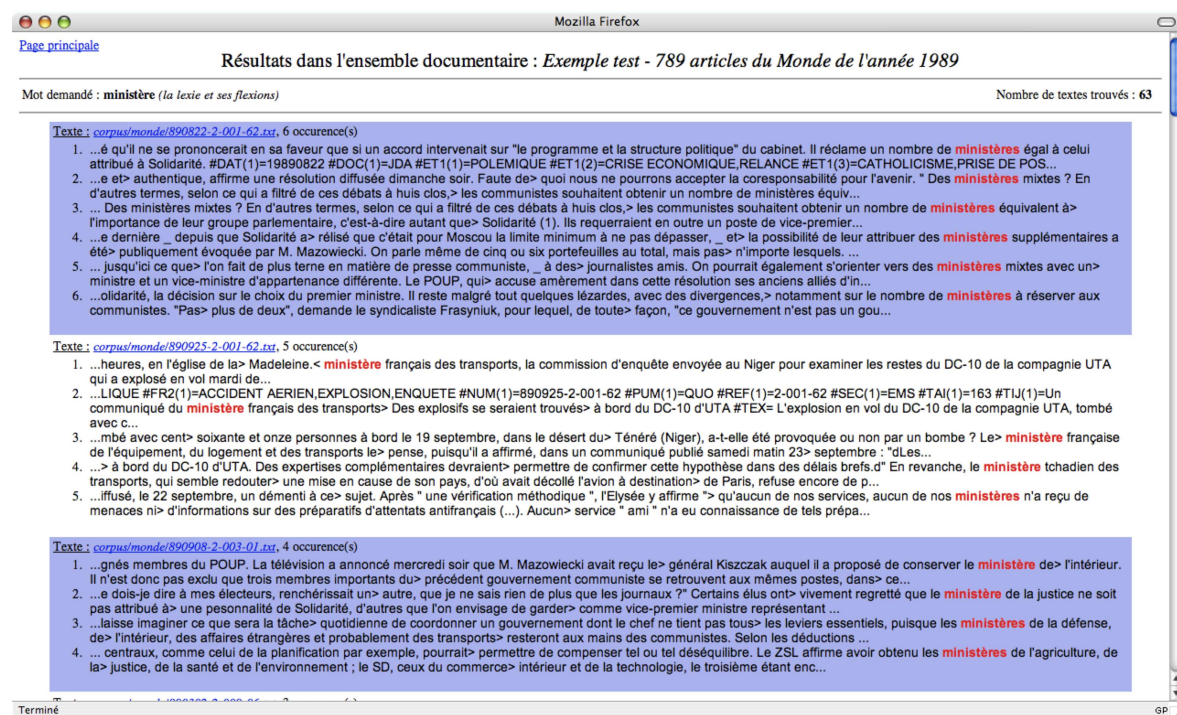 Mozilla Firefox
Page principale
Résultats dans l'ensemble documentaire : Exemple test - 789 articles du Monde de l'année 1989
Mot demandé : ministère (la lexie et ses flexions) Nombre de textes trouvés : 63
Texte : corpus/monde/890822-2-001-62.txt, 6 occurence(s)
1. ...é qu'il ne se prononcerait en sa faveur que si un accord intervenait sur "le programme et la structure politique" du cabinet. Il réclame un nombre de ministères égal à celui
attribué à Solidarité. #DAT(1)=19890822 #DOC(1)=JDA #ET1(1)=POLEMIQUE #ET1(2)=CRISE ECONOMIQUE,RELANCE #ET1(3)=CATHOLICISME,PRISE DE POS...
2. ...e et> authentique, affirme une résolution diffusée dimanche soir. Faute de> quoi nous ne pourrons accepter la coresponsabilité pour l'avenir. " Des ministères mixtes ? En
d'autres termes, selon ce qui a filtré de ces débats à huis clos,> les communistes souhaitent obtenir un nombre de ministères équiv...
3. ... Des ministères mixtes ? En d'autres termes, selon ce qui a filtré de ces débats à huis clos,> les communistes souhaitent obtenir un nombre de ministères équivalent à>
l'importance de leur groupe parlementaire, c'est-à-dire autant que> Solidarité (1). Ils requerraient en outre un poste de vice-premier...
4. ...e dernière _ depuis que Solidarité a> rélisé que c'était pour Moscou la limite minimum à ne pas dépasser, _ et> la possibilité de leur attribuer des ministères supplémentaires a
été> publiquement évoquée par M. Mazowiecki. On parle même de cinq ou six portefeuilles au total, mais pas> n'importe lesquels. ...
5. ... jusqu'ici ce que> l'on fait de plus terne en matière de presse communiste, _ à des> journalistes amis. On pourrait également s'orienter vers des ministères mixtes avec un>
ministre et un vice-ministre d'appartenance différente. Le POUP, qui> accuse amèrement dans cette résolution ses anciens alliés d'in...
6. ...olidarité, la décision sur le choix du premier ministre. Il reste malgré tout quelques lézardes, avec des divergences,> notamment sur le nombre de ministères à réserver aux
communistes. "Pas> plus de deux", demande le syndicaliste Frasyniuk, pour lequel, de toute> façon, "ce gouvernement n'est pas un gou...
Texte : corpus/monde/890925-2-001-62.txt, 5 occurence(s)
1. ...heures, en l'église de la> Madeleine.< ministère français des transports, la commission d'enquête envoyée au Niger pour examiner les restes du DC-10 de la compagnie UTA
qui a explosé en vol mardi de...
2. ...LIQUE #FR2(1)=ACCIDENT AERIEN,EXPLOSION,ENQUETE #NUM(1)=890925-2-001-62 #PUM(1)=QUO #REF(1)=2-001-62 #SEC(1)=EMS #TAI(1)=163 #TIJ(1)=Un
communiqué du ministère français des transports> Des explosifs se seraient trouvés> à bord du DC-10 d'UTA #TEX= L'explosion en vol du DC-10 de la compagnie UTA, tombé
avec c...
3. ...mbé avec cent> soixante et onze personnes à bord le 19 septembre, dans le désert du> Ténéré (Niger), a-t-elle été provoquée ou non par un bombe ? Le> ministère française
de l'équipement, du logement et des transports le> pense, puisqu'il a affirmé, dans un communiqué publié samedi matin 23> septembre : "dLes...
4. ...> à bord du DC-10 d'UTA. Des expertises complémentaires devraient> permettre de confirmer cette hypothèse dans des délais brefs.d" En revanche, le ministère tchadien des
transports, qui semble redouter> une mise en cause de son pays, d'où avait décollé l'avion à destination> de Paris, refuse encore de p...
5. ...iffusé, le 22 septembre, un démenti à ce> sujet. Après " une vérification méthodique ", l'Elysée y affirme "> qu'aucun de nos services, aucun de nos ministères n'a reçu de
menaces ni> d'informations sur des préparatifs d'attentats antifrançais (...). Aucun> service " ami " n'a eu connaissance de tels prépa...
Texte : corpus/monde/890908-2-003-01.txt, 4 occurence(s)
1. ...gnés membres du POUP. La télévision a annoncé mercredi soir que M. Mazowiecki avait reçu le> général Kiszczak auquel il a proposé de conserver le ministère de> l'intérieur.
Il n'est donc pas exclu que trois membres importants du> précédent gouvernement communiste se retrouvent aux mêmes postes, dans> ce...
2. ...e dois-je dire à mes électeurs, renchérissait un> autre, que je ne sais rien de plus que les journaux ?" Certains élus ont> vivement regretté que le ministère de la justice ne soit
pas attribué à> une pesonnalité de Solidarité, d'autres que l'on envisage de garder> comme vice-premier ministre représentant ...
3. ...laisse imaginer ce que sera la tâche> quotidienne de coordonner un gouvernement dont le chef ne tient pas tous> les leviers essentiels, puisque les ministères de la défense,
de> l'intérieur, des affaires étrangères et probablement des transports> resteront aux mains des communistes. Selon les déductions ...
4. ... centraux, comme celui de la planification par exemple, pourrait> permettre de compenser tel ou tel déséquilibre. Le ZSL affirme avoir obtenu les ministères de l'agriculture, de
la> justice, de la santé et de l'environnement ; le SD, ceux du commerce> intérieur et de la technologie, le troisième étant enc...
Terminé GP